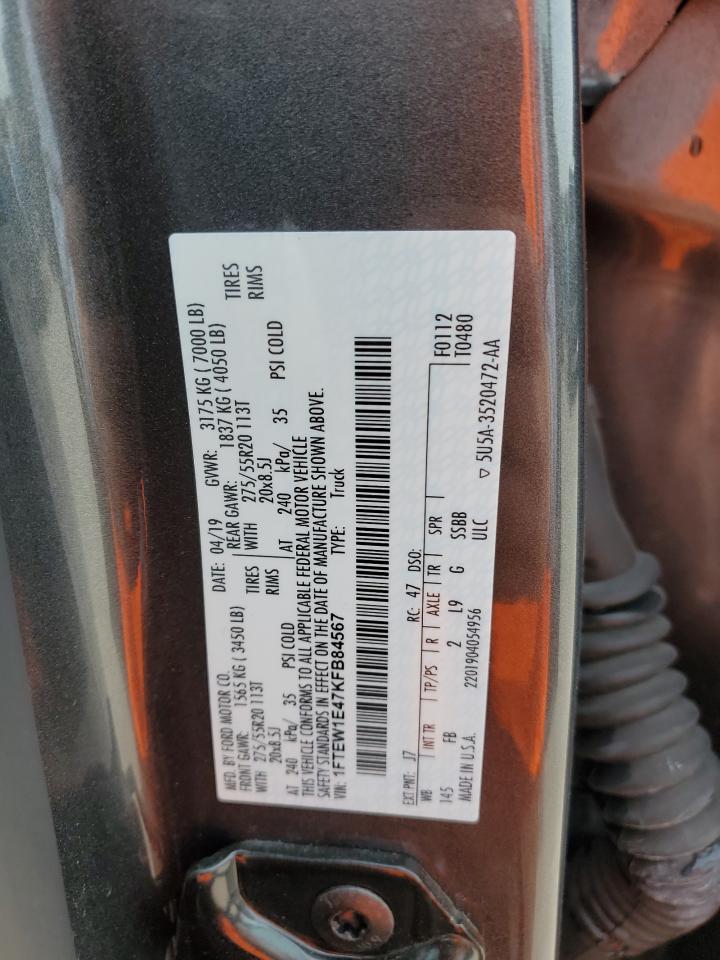 MFD. BY FORD MOTOR CO.
DATE: 04/19 GVWR: 3175 KG ( 7000 LB)
FRONT GAWR: 1565 KG ( 3450 LB) REAR GAWR: 1837 KG ( 4050 LB)
WITH 275/55R20 113T TIRES WITH 275/55R20 113T TIRES
20x8.5J RIMS 20x8.5J RIMS
AT 240 kPa/ 35 PSI COLD AT 240 kPa/ 35 PSI COLD
THIS VEHICLE CONFORMS TO ALL APPLICABLE FEDERAL MOTOR VEHICLE
SAFETY STANDARDS IN EFFECT ON THE DATE OF MANUFACTURE SHOWN ABOVE.
VIN: 1FTEW1E47KFB84567 TYPE: Truck
EXT PNT: J7 RC: 47 DSO: F0112
WB INT TR TP/PS R AXLE TR SPR T0480
145 FB 2 L9 G SSBB
MADE IN U.S.A. 2201904054956 ULC ▽ 5U5A-3520472-AA